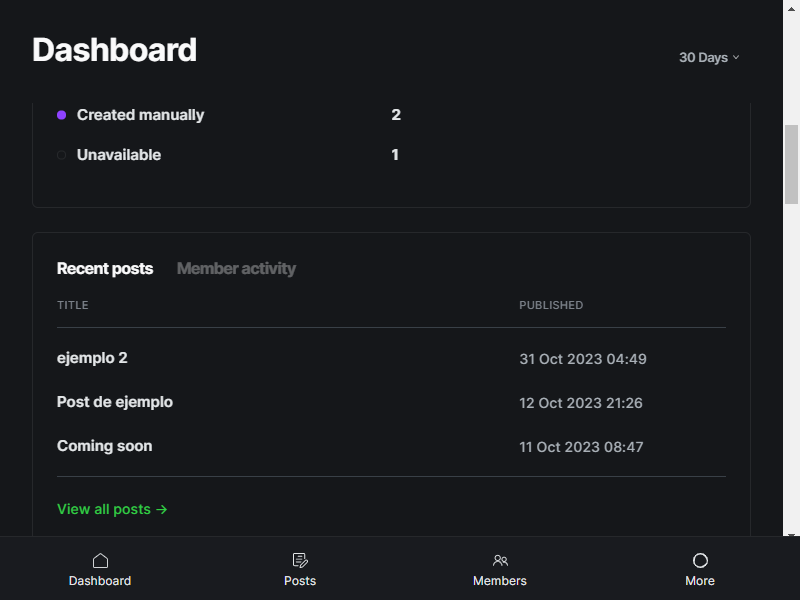 Dashboard
30 Days
Created manually 2
Unavailable 1
Recent posts Member activity
TITLE PUBLISHED
ejemplo 2 31 Oct 2023 04:49
Post de ejemplo 12 Oct 2023 21:26
Coming soon 11 Oct 2023 08:47
View all posts →
Dashboard Posts Members More